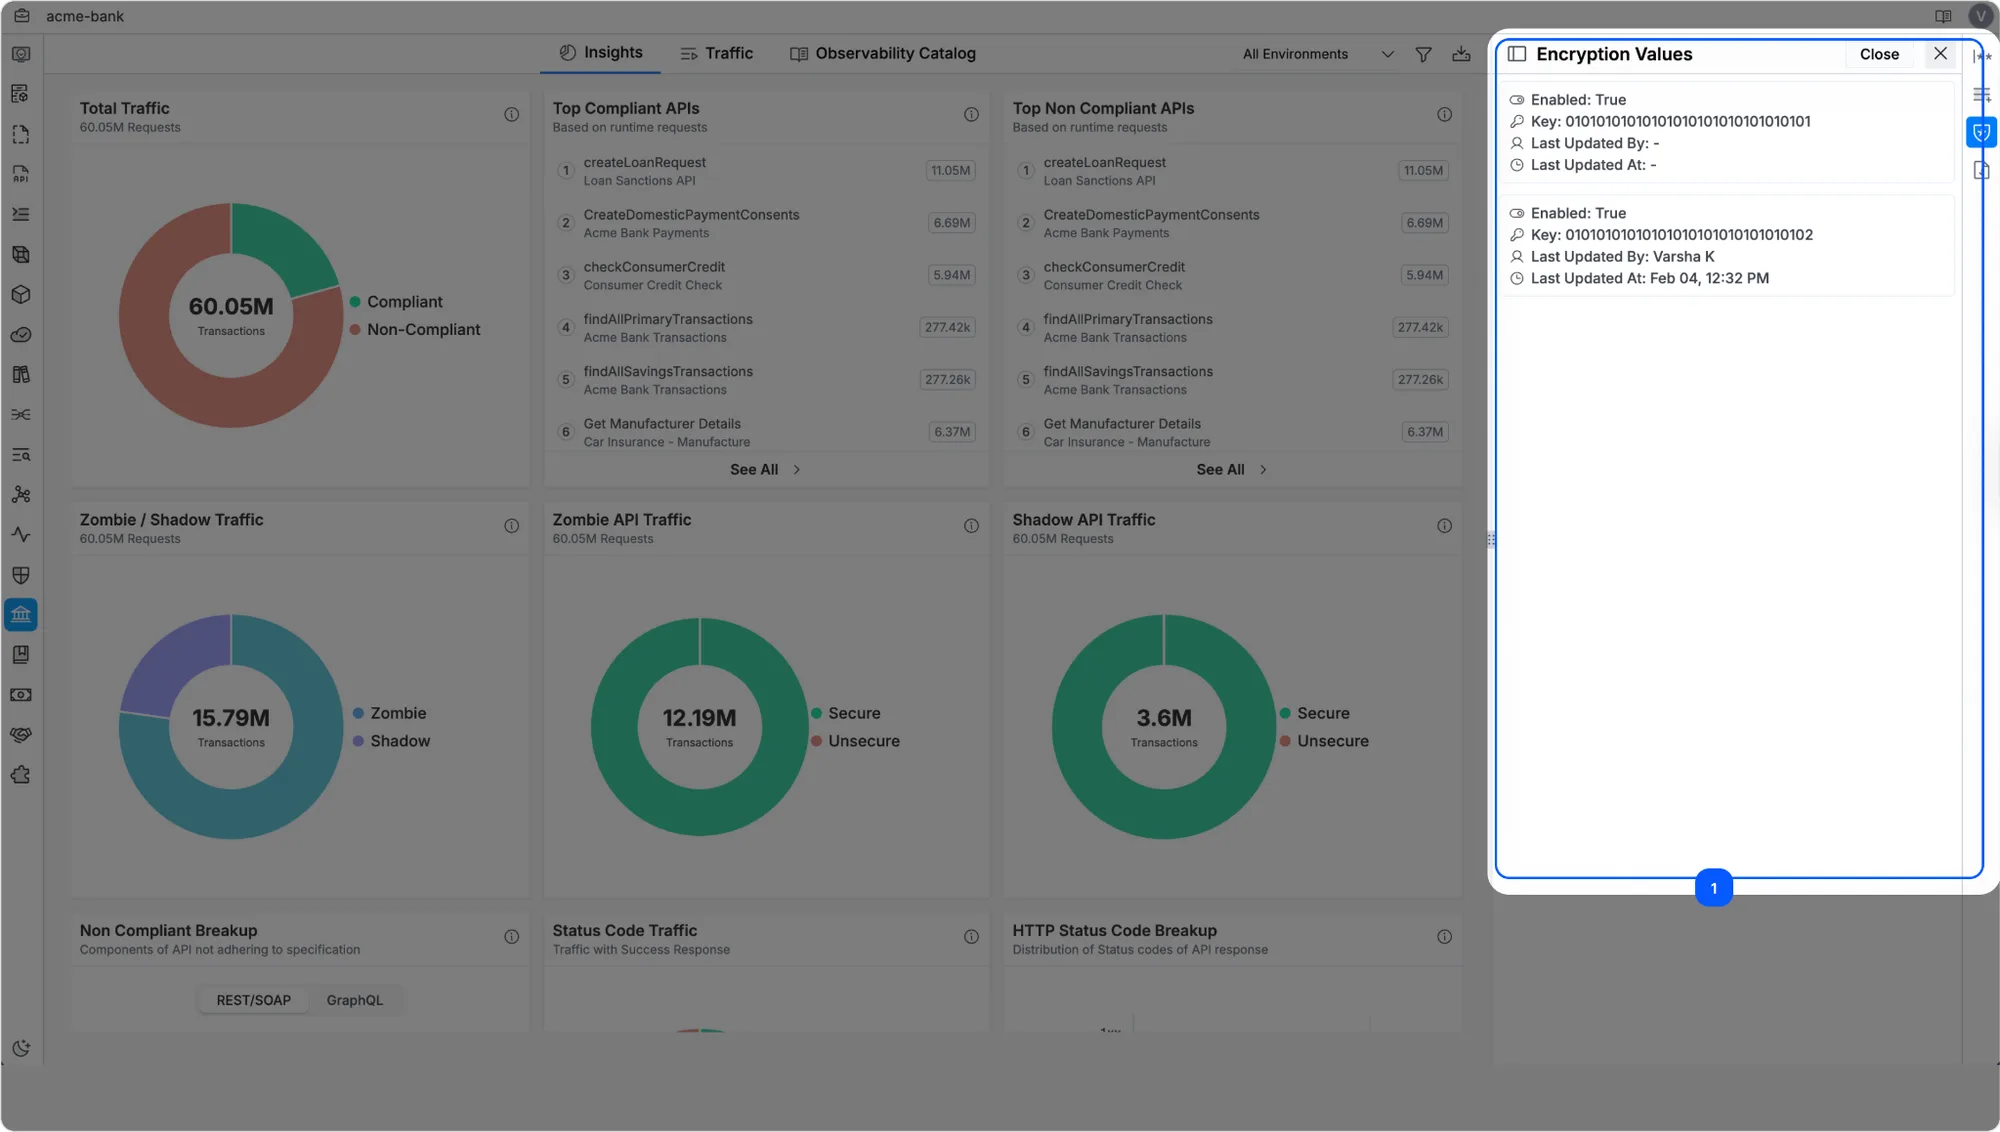 acme-bank
V
Insights
Traffic
Observability Catalog
All Environments
Total Traffic
60.05M Requests
60.05M
Transactions
Compliant
Non-Compliant
Top Compliant APIs
Based on runtime requests
1
createLoanRequest
Loan Sanctions API
11.05M
2
CreateDomesticPaymentConsents
Acme Bank Payments
6.69M
3
checkConsumerCredit
Consumer Credit Check
5.94M
4
findAllPrimaryTransactions
Acme Bank Transactions
277.42k
5
findAllSavingsTransactions
Acme Bank Transactions
277.26k
6
Get Manufacturer Details
Car Insurance - Manufacture
6.37M
See All
Top Non Compliant APIs
Based on runtime requests
1
createLoanRequest
Loan Sanctions API
11.05M
2
CreateDomesticPaymentConsents
Acme Bank Payments
6.69M
3
checkConsumerCredit
Consumer Credit Check
5.94M
4
findAllPrimaryTransactions
Acme Bank Transactions
277.42k
5
findAllSavingsTransactions
Acme Bank Transactions
277.26k
6
Get Manufacturer Details
Car Insurance - Manufacture
6.37M
See All
Zombie / Shadow Traffic
60.05M Requests
15.79M
Transactions
Zombie
Shadow
Zombie API Traffic
60.05M Requests
12.19M
Transactions
Secure
Unsecure
Shadow API Traffic
60.05M Requests
3.6M
Transactions
Secure
Unsecure
Non Compliant Breakup
Components of API not adhering to specification
REST/SOAP
GraphQL
Status Code Traffic
Traffic with Success Response
HTTP Status Code Breakup
Distribution of Status codes of API response
Encryption Values
Close
Enabled: True
Key: 01010101010101010101010101010101
Last Updated By: -
Last Updated At: -
Enabled: True
Key: 01010101010101010101010101010102
Last Updated By: Varsha K
Last Updated At: Feb 04, 12:32 PM
1